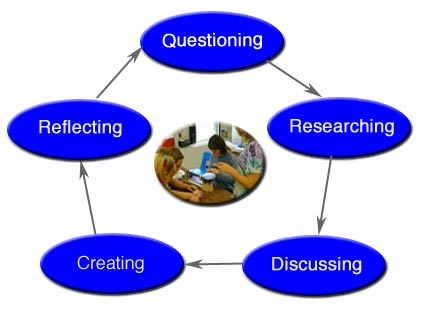 Questioning
Researching
Discussing
Creating
Reflecting